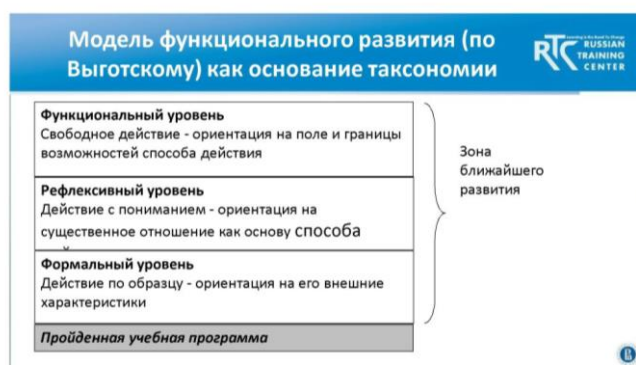 Модель функционального развития (по
Выготскому) как основание таксономии
RTC
RUSSIAN
TRAINING
CENTER
Функциональный уровень
Свободное действие - ориентация на поле и границы
возможностей способа действия
Зона
ближайшего
развития
Рефлексивный уровень
Действие с пониманием - ориентация на
существенное отношение как основу способа
Формальный уровень
Действие по образцу - ориентация на его внешние
характеристики
Пройденная учебная программа